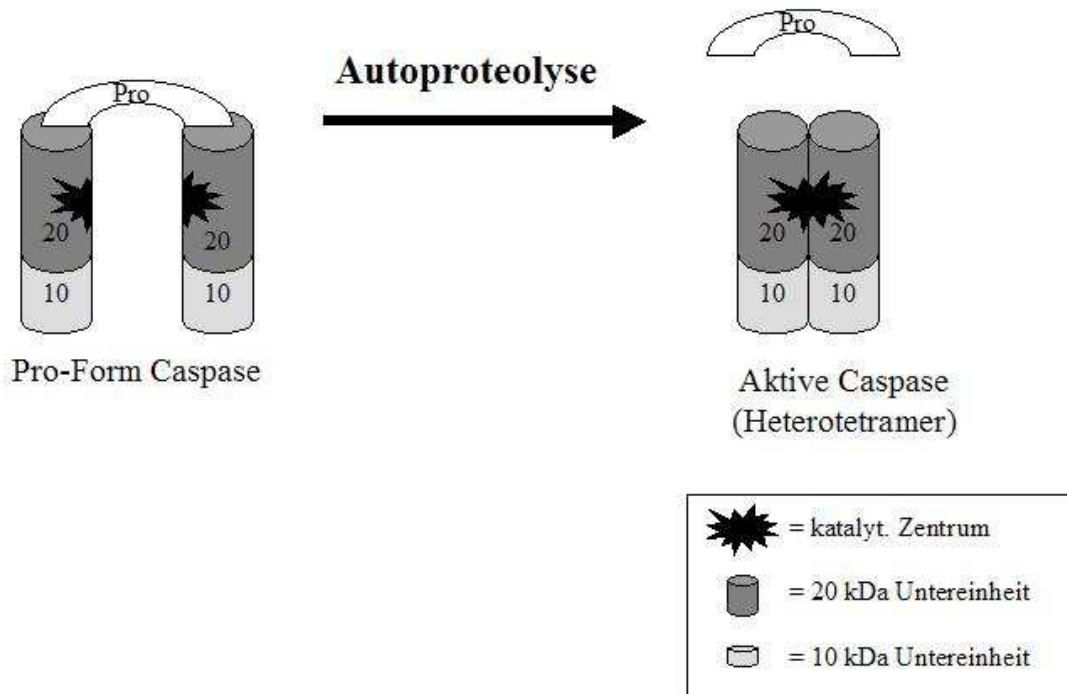 Pro
Autoproteolyse
Pro
20
20
10
10
20
20
10
10
Pro-Form Caspase
Aktive Caspase
(Heterotetramer)
= katalyt. Zentrum
= 20 kDa Untereinheit
= 10 kDa Untereinheit